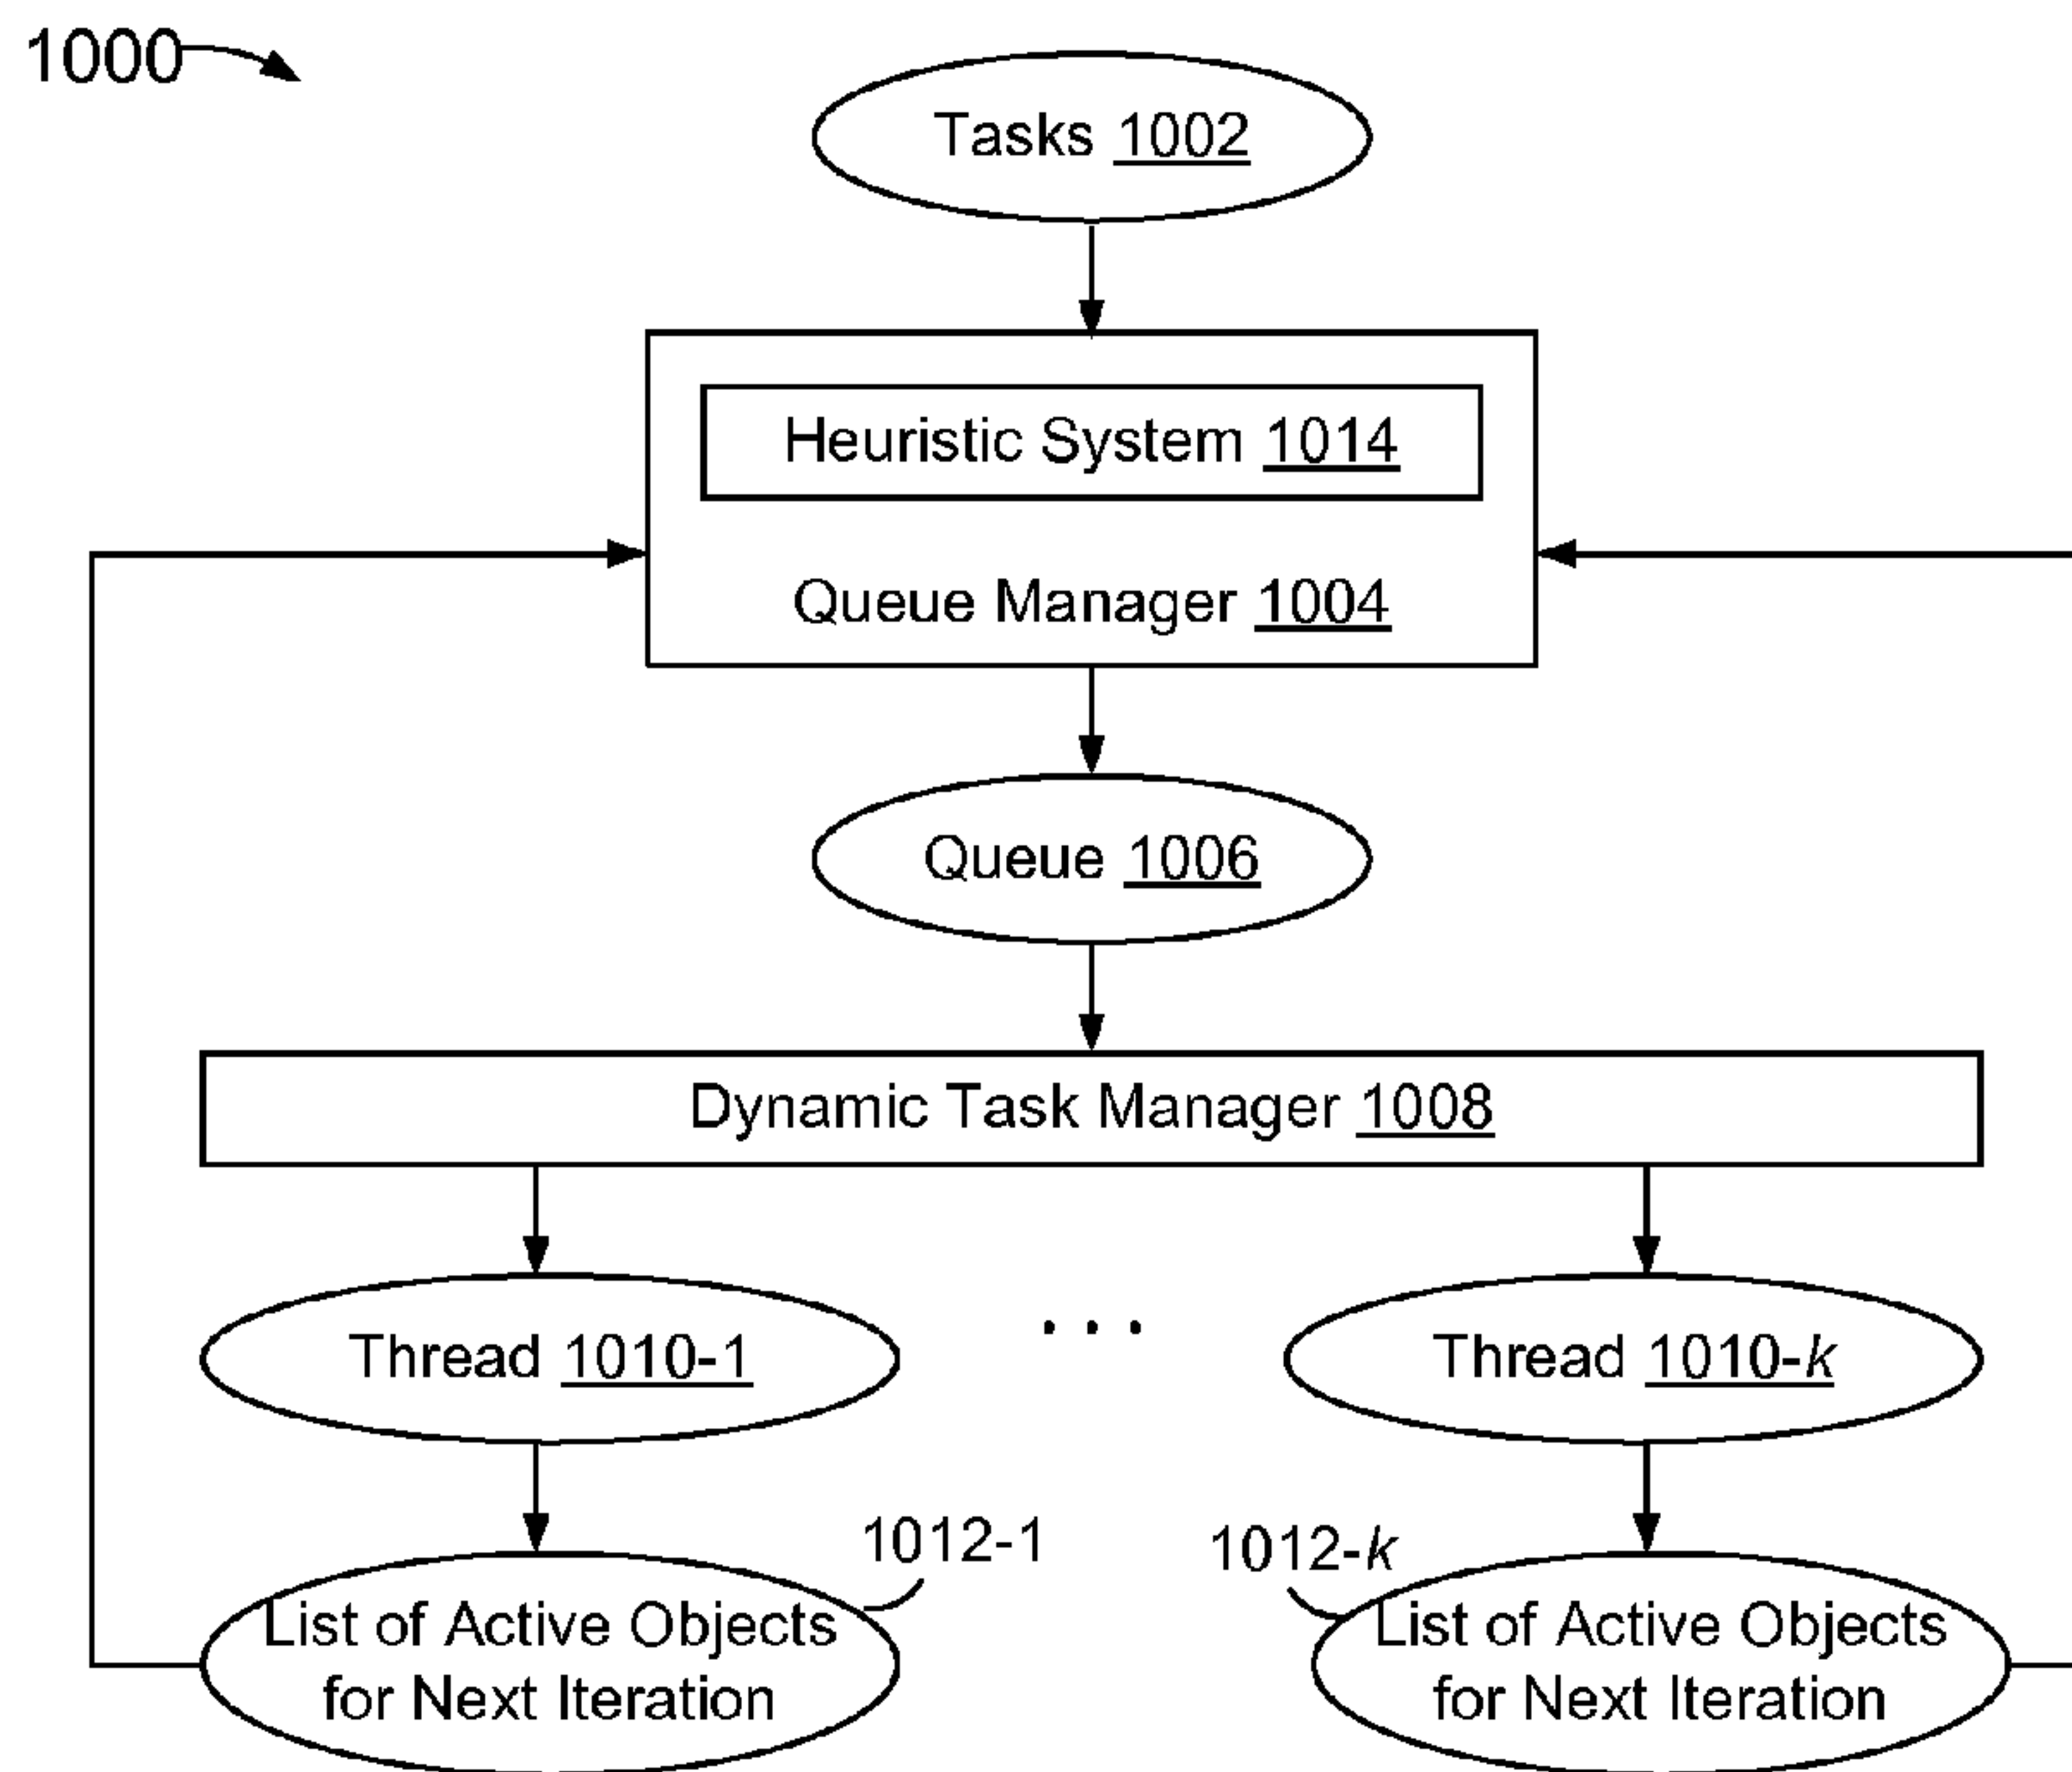 1000
Tasks 1002
Heuristic System 1014
Queue Manager 1004
Queue 1006
Dynamic Task Manager 1008
Thread 1010-1
. . .
Thread 1010-k
1012-1
1012-k
List of Active Objects
for Next Iteration
List of Active Objects
for Next Iteration